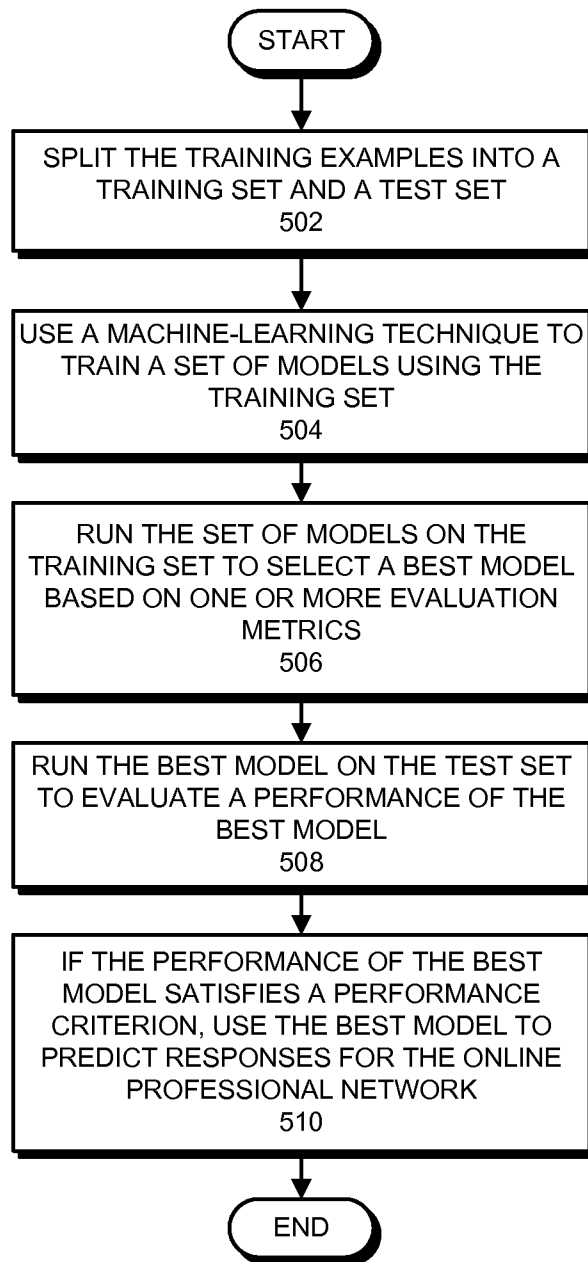 START
SPLIT THE TRAINING EXAMPLES INTO A
TRAINING SET AND A TEST SET
502
USE A MACHINE-LEARNING TECHNIQUE TO
TRAIN A SET OF MODELS USING THE
TRAINING SET
504
RUN THE SET OF MODELS ON THE
TRAINING SET TO SELECT A BEST MODEL
BASED ON ONE OR MORE EVALUATION
METRICS
506
RUN THE BEST MODEL ON THE TEST SET
TO EVALUATE A PERFORMANCE OF THE
BEST MODEL
508
IF THE PERFORMANCE OF THE BEST
MODEL SATISFIES A PERFORMANCE
CRITERION, USE THE BEST MODEL TO
PREDICT RESPONSES FOR THE ONLINE
PROFESSIONAL NETWORK
510
END